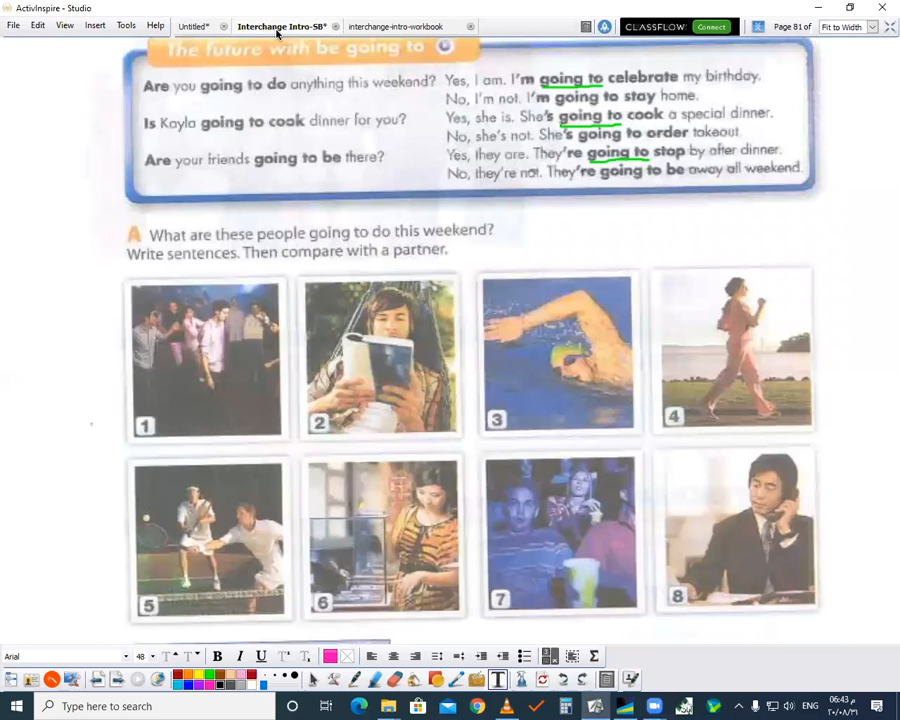 ActivInspire - Studio
File Edit View Insert Tools Help
Untitled*
Interchange Intro-SB*
interchange-intro-workbook
CLASSFLOW Connect
Page 81 of
Fit to Width
The future with be going to
Are you going to do anything this weekend? Yes, I am. I'm going to celebrate my birthday.
No, I'm not. I'm going to stay home.
Is Kayla going to cook dinner for you? Yes, she is. She's going to cook a special dinner.
No, she's not. She's going to order takeout.
Are your friends going to be there? Yes, they are. They're going to stop by after dinner.
No, they're not. They're going to be away all weekend.
A What are these people going to do this weekend?
Write sentences. Then compare with a partner.
1 2 3 4
5 6 7 8
Arial 48 T T B I U T T
T
Type here to search
ENG
06:43 م